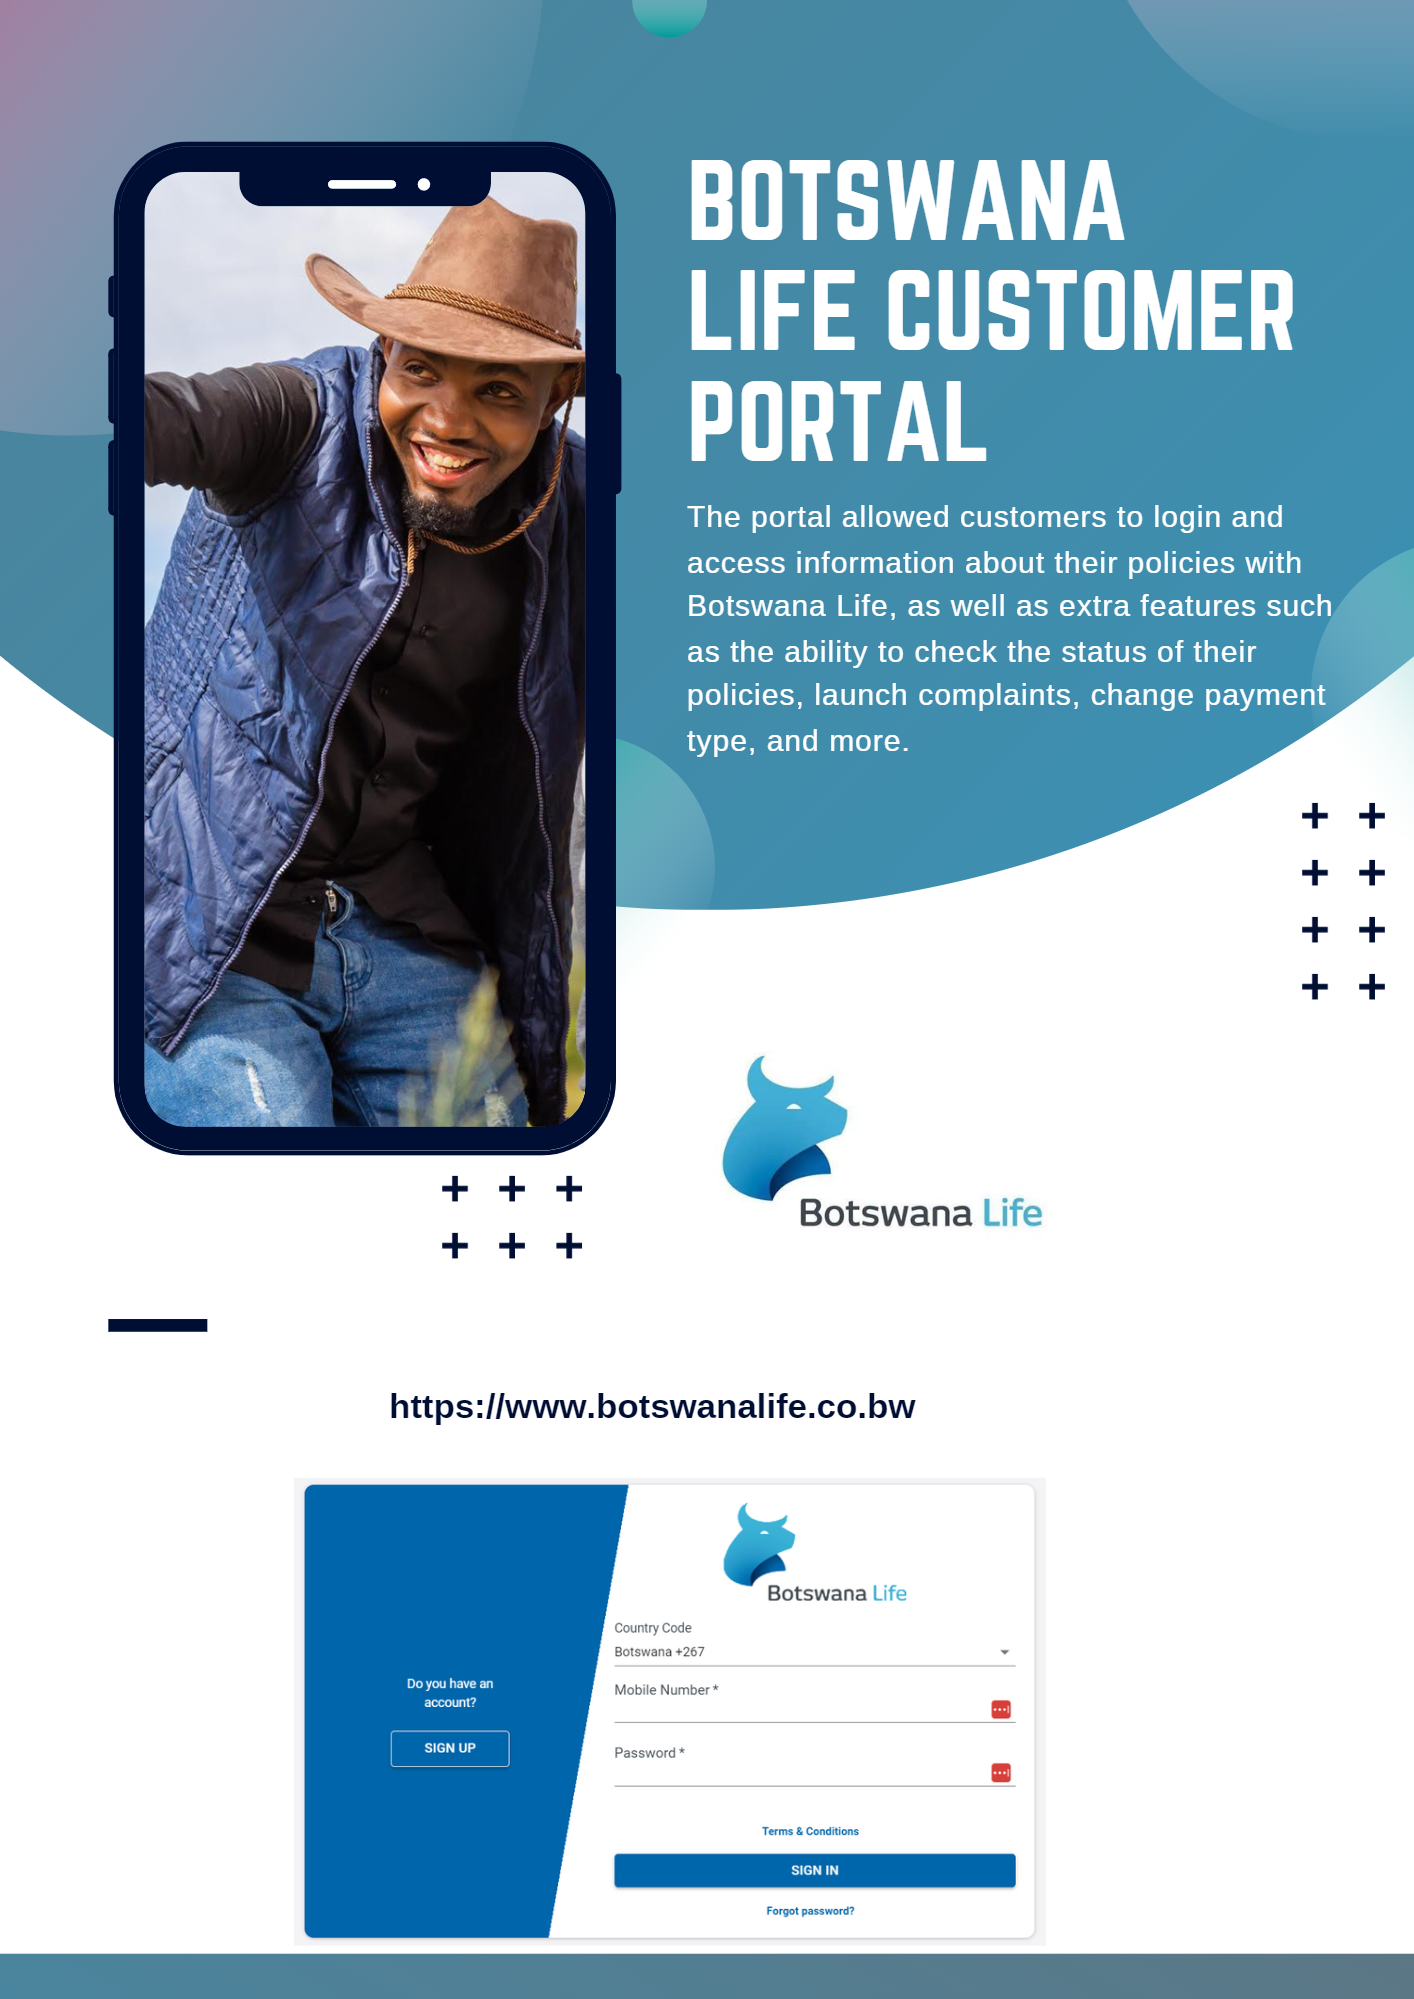 BOTSWANA
LIFE CUSTOMER
PORTAL
The portal allowed customers to login and
access information about their policies with
Botswana Life, as well as extra features such
as the ability to check the status of their
policies, launch complaints, change payment
type, and more.
Botswana Life
https://www.botswanalife.co.bw
Botswana Life
Do you have an
account?
SIGN UP
Country Code
Botswana +267
Mobile Number *
Password *
Terms & Conditions
SIGN IN
Forgot password?